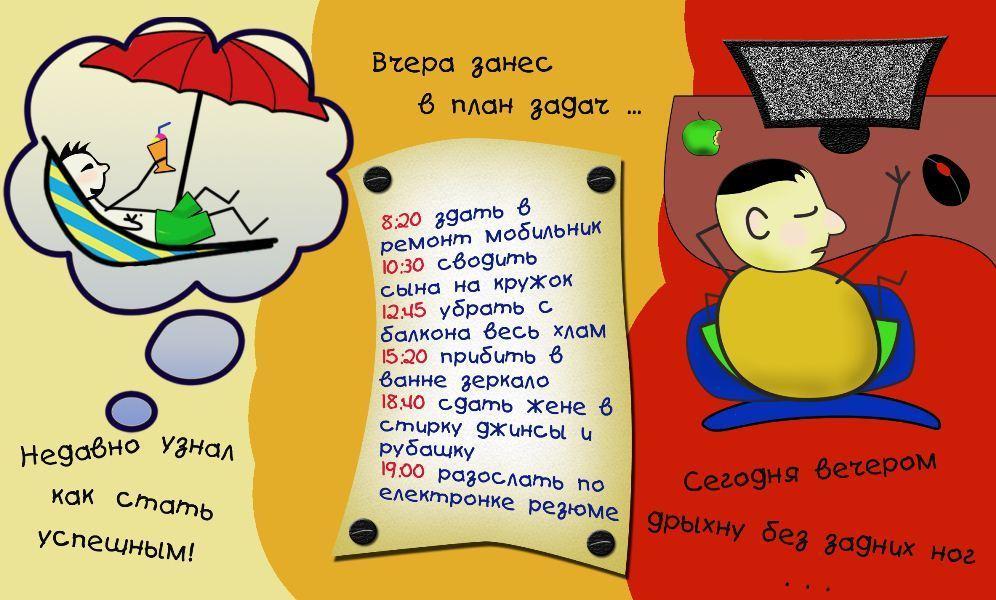 Недавно узнал
как стать
успешным!
Вчера занес
в план задач ...
8:20 здать в
ремонт мобильник
10:30 сводить
сына на кружок
12:45 убрать с
балкона весь хлам
15:20 прибить в
ванне зеркало
18,40 сдать жене в
стирку джинсы и
рубашку
19.00 разослать по
електронке резюме
Сегодня вечером
дрыхну без задних ног
. . .